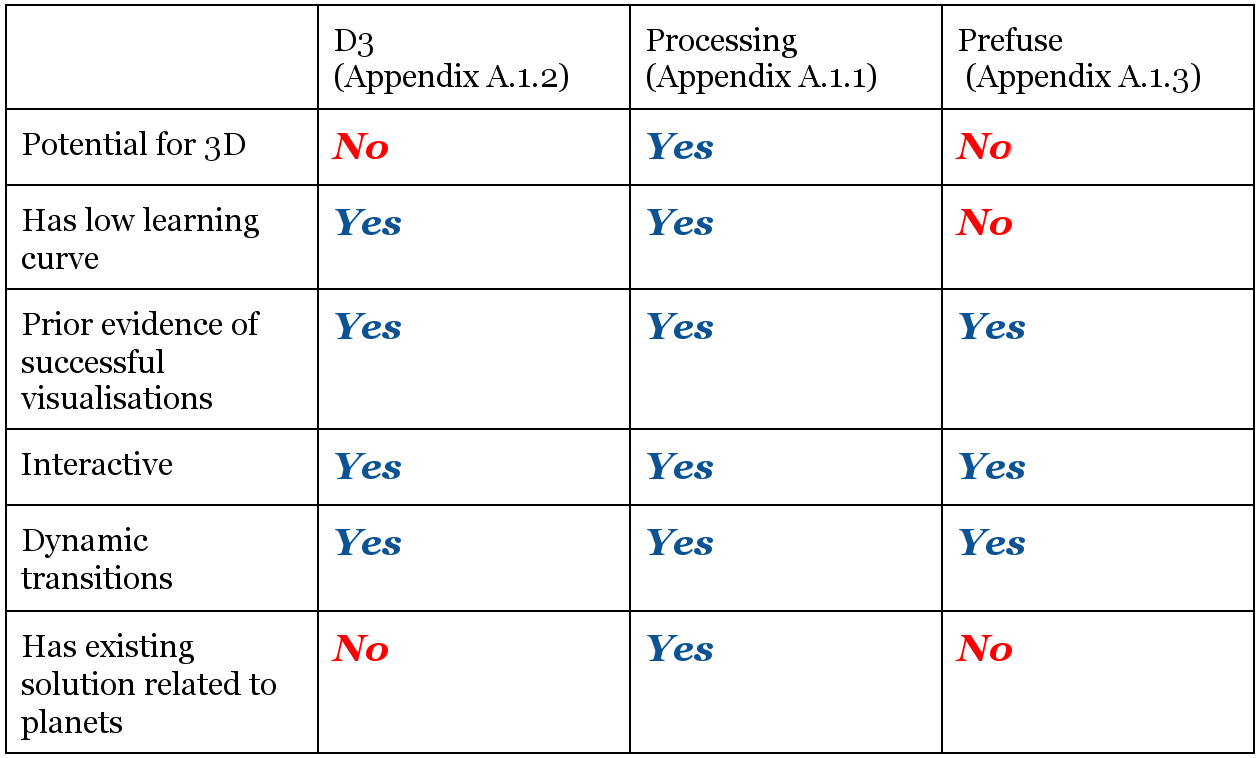 D3
(Appendix A.1.2)
Processing
(Appendix A.1.1)
Prefuse
(Appendix A.1.3)
Potential for 3D
No
Yes
No
Has low learning
curve
Yes
Yes
No
Prior evidence of
successful
visualisations
Yes
Yes
Yes
Interactive
Yes
Yes
Yes
Dynamic
transitions
Yes
Yes
Yes
Has existing
solution related to
planets
No
Yes
No